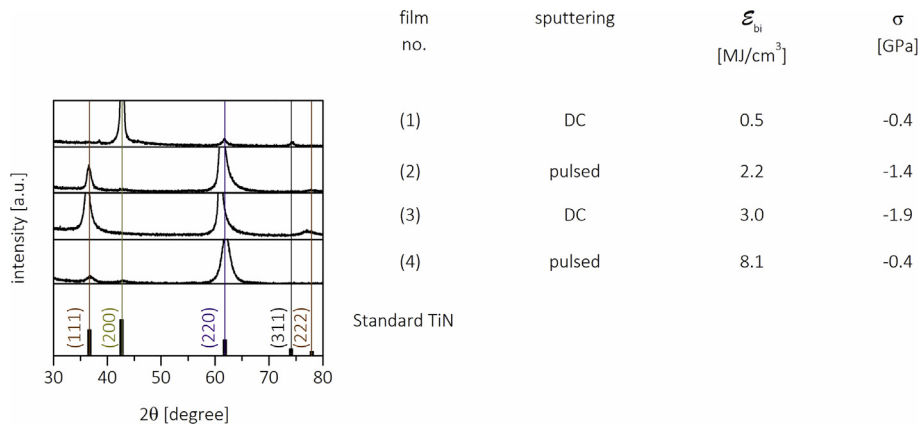 film sputtering ℰbi σ
no. [MJ/cm³] [GPa]
(1) DC 0.5 -0.4
(2) pulsed 2.2 -1.4
(3) DC 3.0 -1.9
(4) pulsed 8.1 -0.4
intensity [a.u.]
(111) (200) (220) (311) (222)
Standard TiN
30 40 50 60 70 80
2θ [degree]